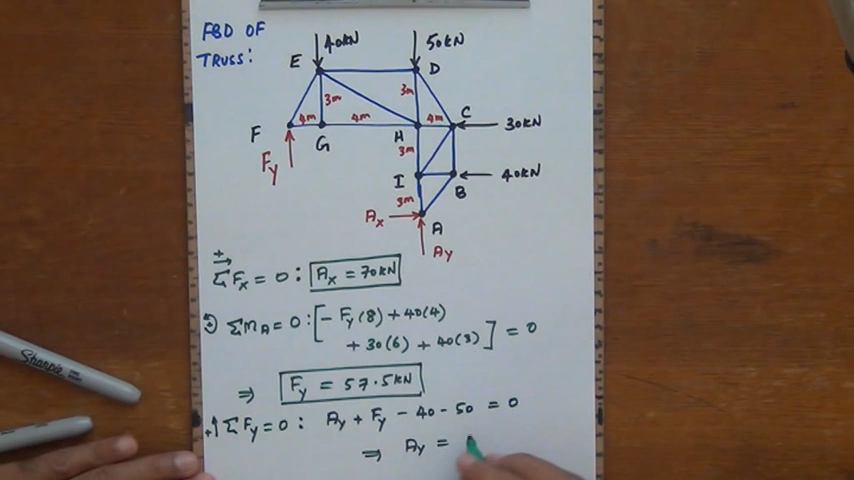 FBD OF
TRUSS:
40KN
50KN
E
D
3m
3m
4m
4m
4m
C
30KN
F
G
H
3m
Fy
I
B
40KN
3m
Ax
A
Ay
+
ΣFx = 0 : Ax = 70KN
ΣMA = 0 : [- Fy (8) + 40(4)
+ 30(6) + 40(3)] = 0
⇒ Fy = 57.5KN
+↑ ΣFy = 0 : Ay + Fy - 40 - 50 = 0
⇒ Ay =
Sharpie